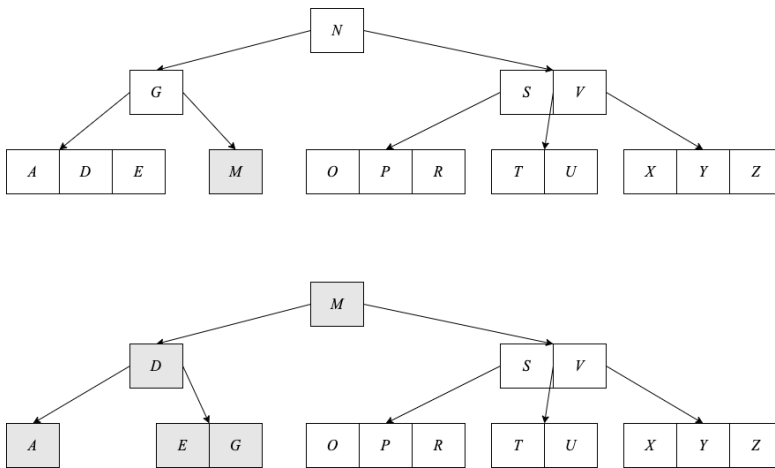 N
G S V
A D E M O P R T U X Y Z
M
D S V
A E G O P R T U X Y Z